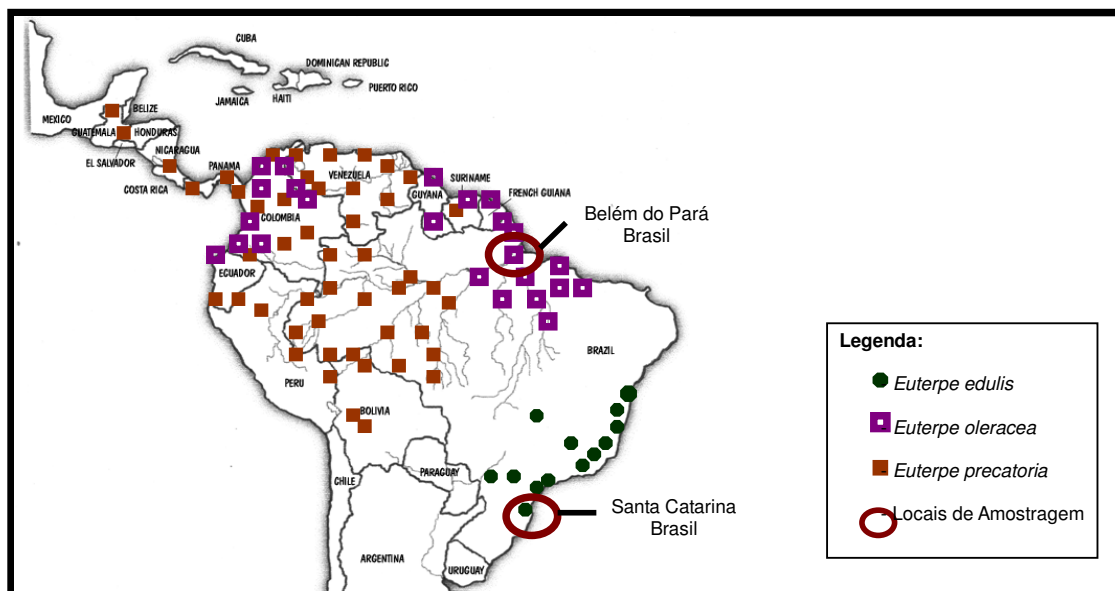 CUBA
DOMINICAN REPUBLIC
PUERTO RICO
JAMAICA
HAITI
MEXICO
BELIZE
GUATEMALA
HONDURAS
EL SALVADOR
NICARAGUA
COSTA RICA
PANAMA
VENEZUELA
GUYANA
SURINAME
FRENCH GUIANA
COLOMBIA
ECUADOR
Belém do Pará
Brasil
BRAZIL
PERU
BOLIVIA
PARAGUAY
CHILE
ARGENTINA
URUGUAY
Santa Catarina
Brasil
Legenda:
Euterpe edulis
Euterpe oleracea
Euterpe precatoria
Locais de Amostragem